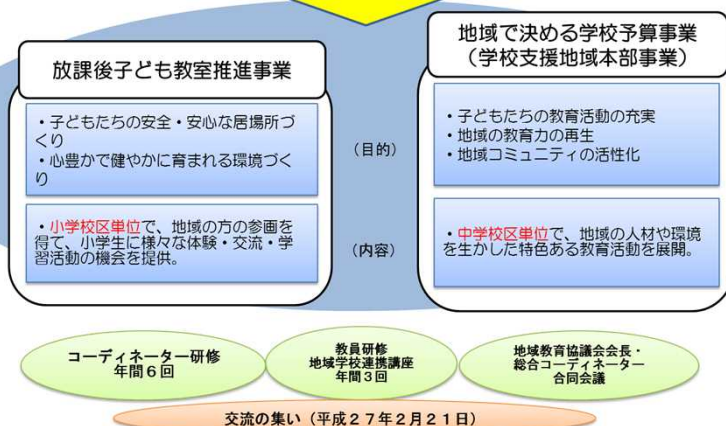 放課後子ども教室推進事業
・子どもたちの安全・安心な居場所づ
くり
・心豊かで健やかに育まれる環境づく
り
・小学校区単位で、地域の方の参画を
得て、小学生に様々な体験・交流・学
習活動の機会を提供。
(目的)
(内容)
地域で決める学校予算事業
(学校支援地域本部事業)
・子どもたちの教育活動の充実
・地域の教育力の再生
・地域コミュニティの活性化
・中学校区単位で、地域の人材や環境
を生かした特色ある教育活動を展開。
コーディネーター研修
年間6回
教員研修
地域学校連携講座
年間3回
地域教育協議会会長・
総合コーディネーター
合同会議
交流の集い(平成27年2月21日)